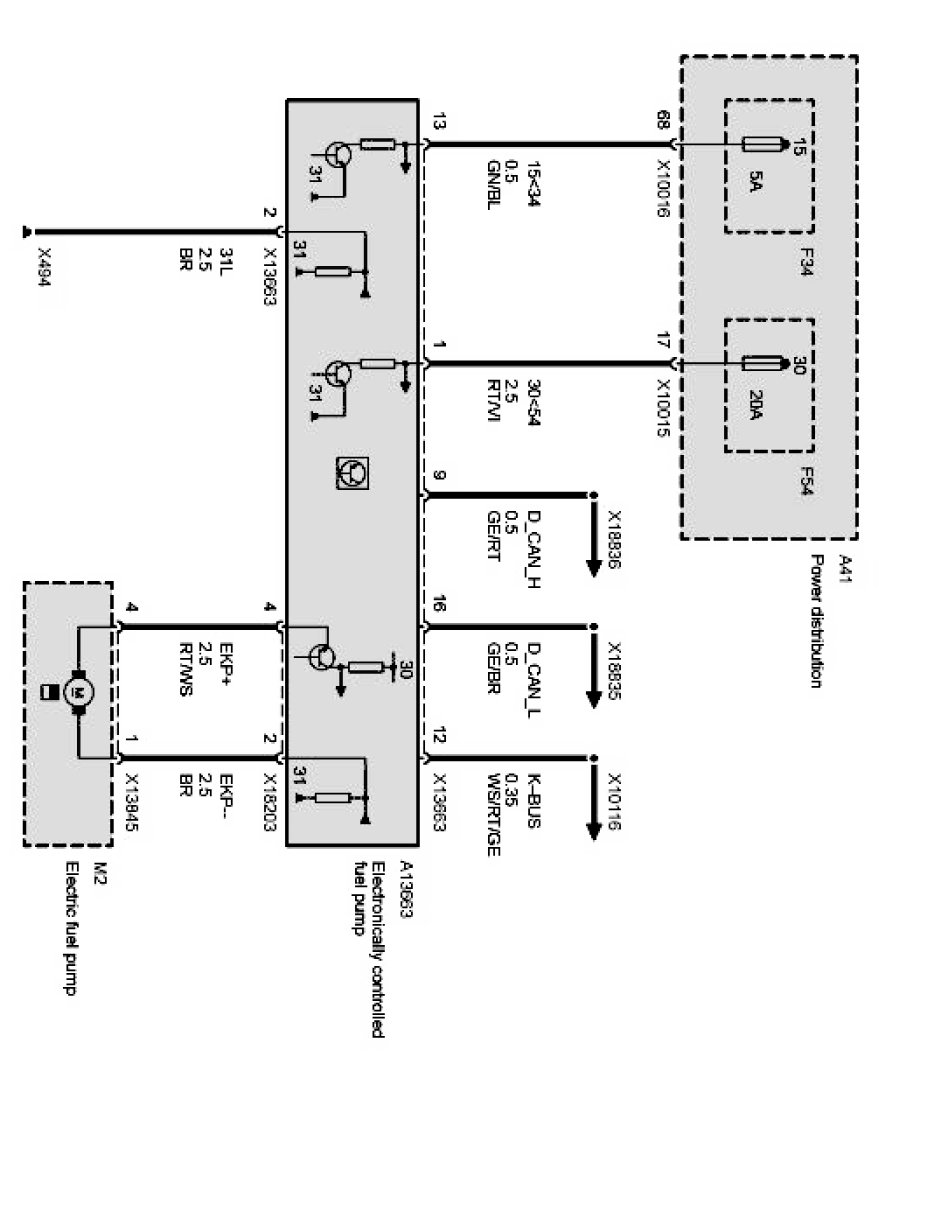 A41
Power distribution
F34
F54
15
5A
30
20A
68
X10016
17
X10015
X18836
X18835
X10116
15<34
0.5
GN/BL
30<54
2.5
RT/VI
D_CAN_H
0.5
GE/RT
D_CAN_L
0.5
GE/BR
K-BUS
0.35
WS/RT/GE
13
1
9
16
12
X13663
A13663
Electronically controlled
fuel pump
31
31
31
30
31
2
X13663
4
2
X18203
31L
2.5
BR
EKP+
2.5
RT/WS
EKP--
2.5
BR
X494
4
1
X13845
M
M2
Electric fuel pump